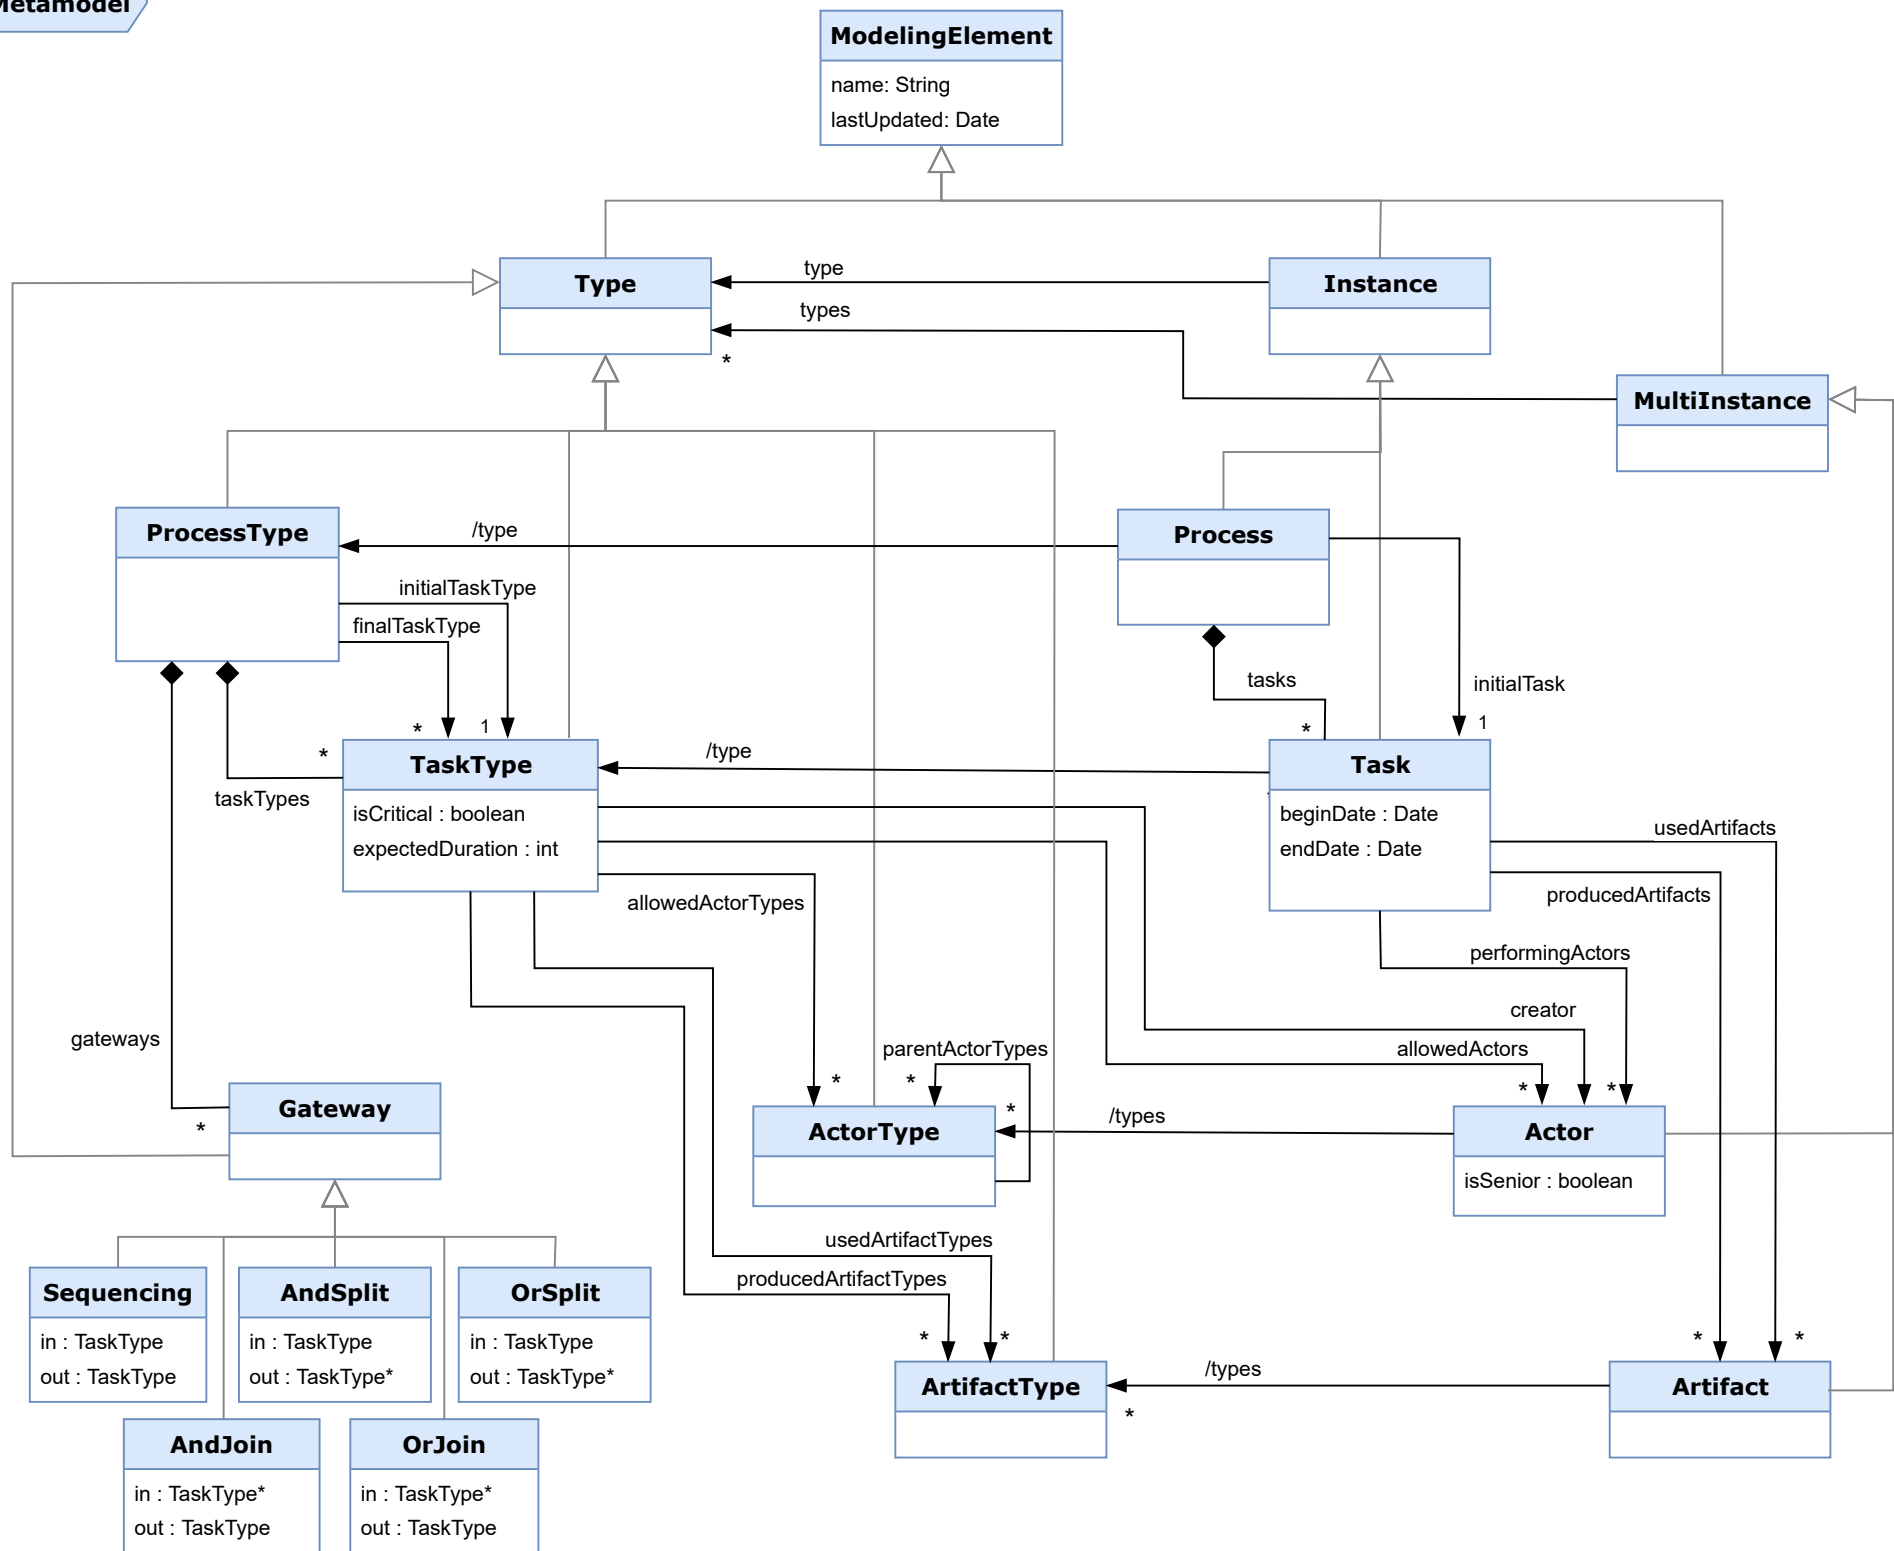 Metamodel
ModelingElement
name: String
lastUpdated: Date
type
Type
Instance
types
*
MultiInstance
ProcessType
/type
Process
initialTaskType
finalTaskType
tasks
initialTask
*
1
*
1
*
TaskType
/type
Task
taskTypes
isCritical : boolean
expectedDuration : int
beginDate : Date
endDate : Date
usedArtifacts
allowedActorTypes
producedArtifacts
performingActors
creator
gateways
parentActorTypes
allowedActors
*
*
*
*
*
Gateway
*
ActorType
/types
Actor
isSenior : boolean
usedArtifactTypes
producedArtifactTypes
Sequencing
in : TaskType
out : TaskType
AndSplit
in : TaskType
out : TaskType*
OrSplit
in : TaskType
out : TaskType*
*
*
*
*
ArtifactType
/types
*
Artifact
AndJoin
in : TaskType*
out : TaskType
OrJoin
in : TaskType*
out : TaskType